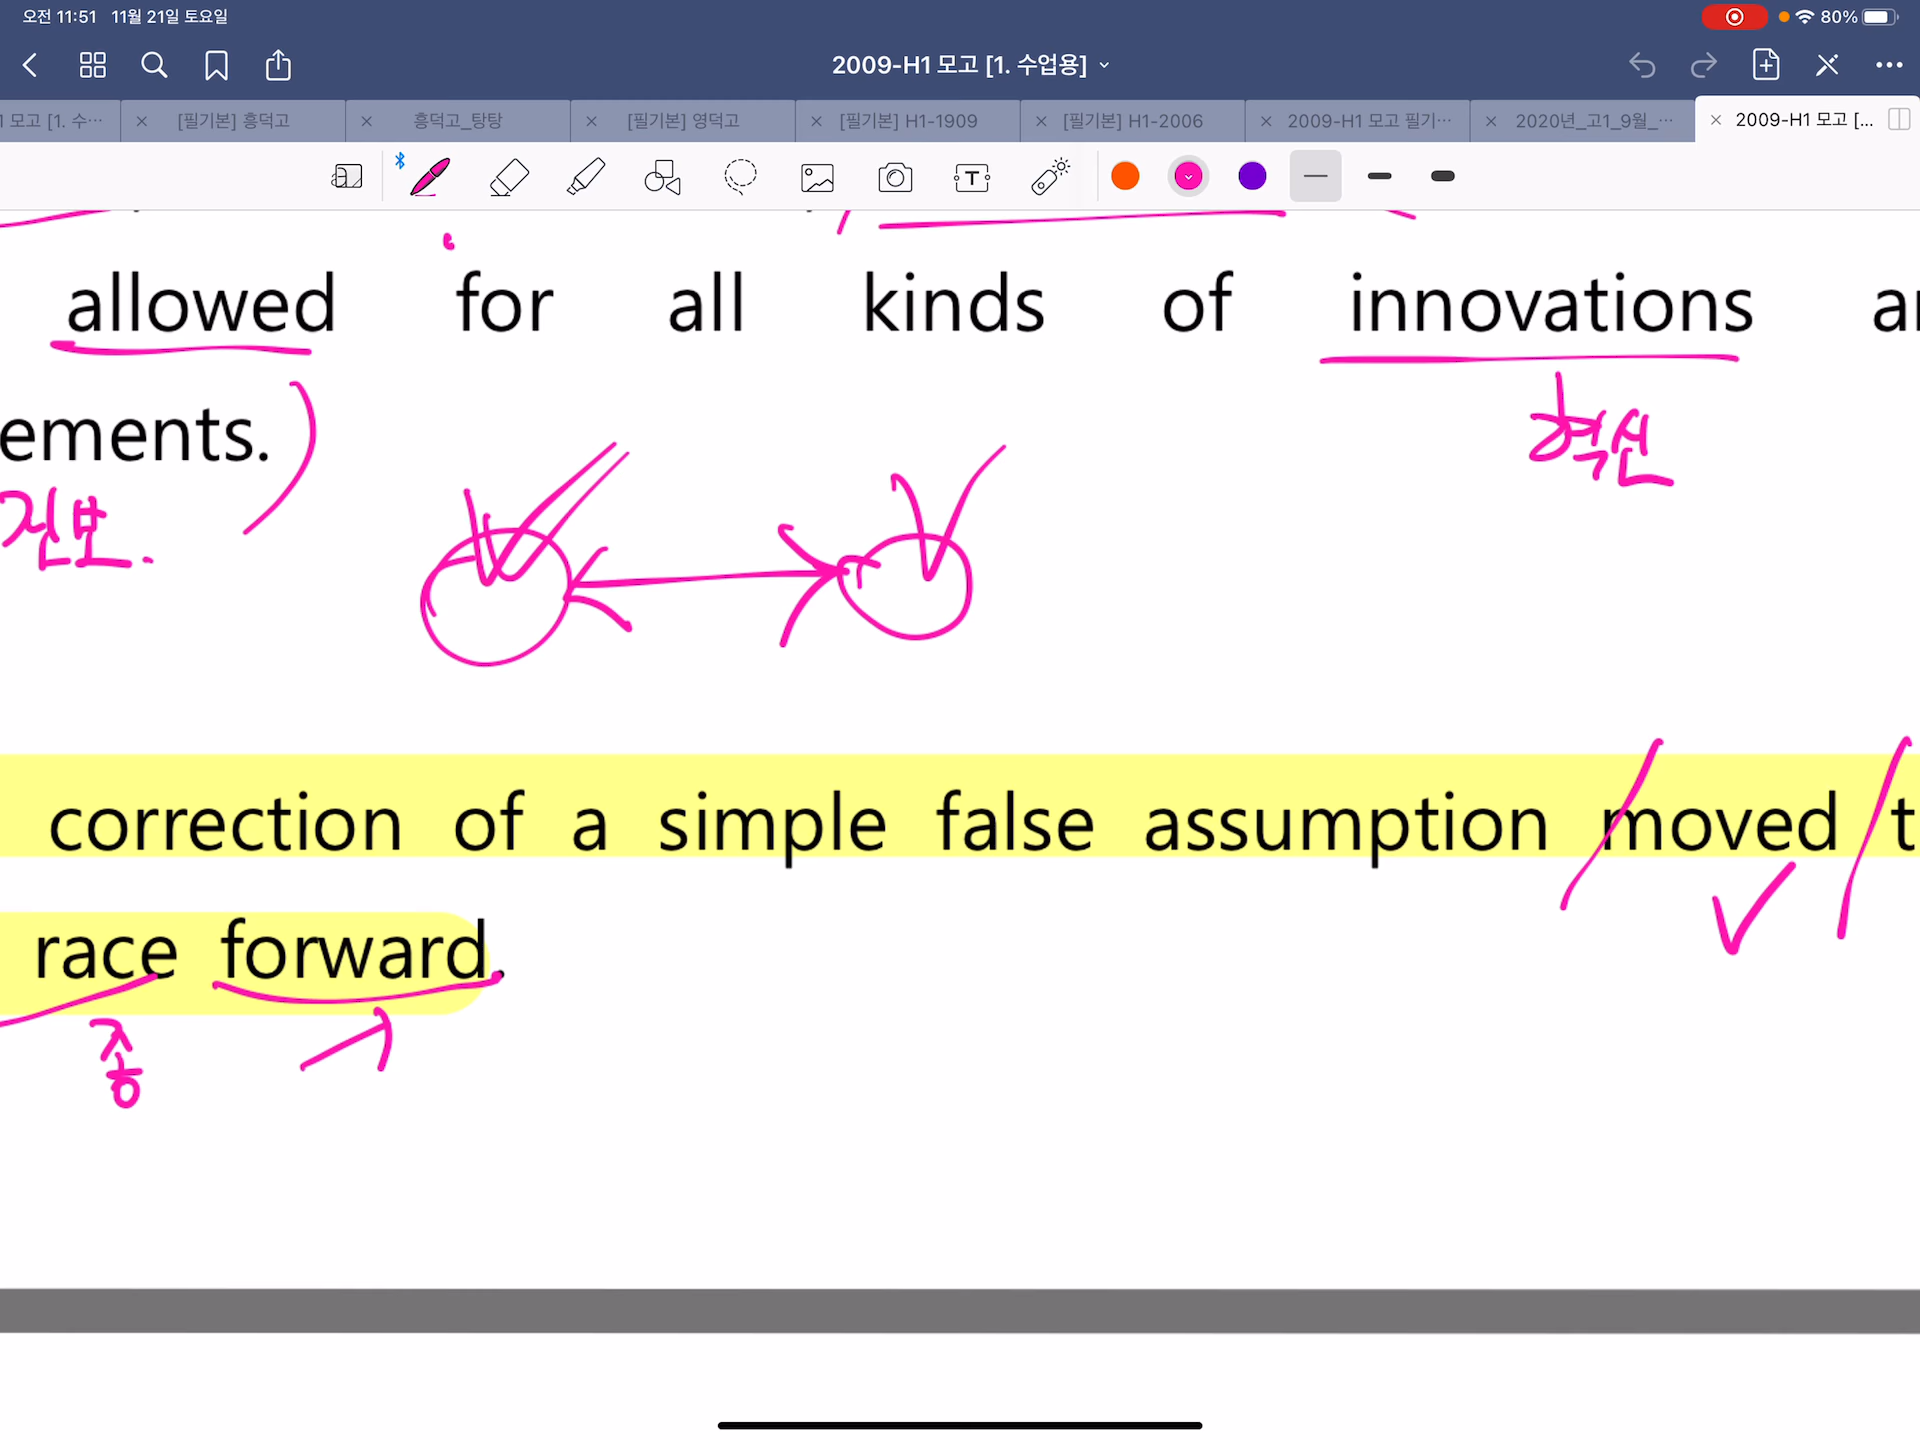 오전 11:51 11월 21일 토요일
80%
2009-H1 모고 [1. 수업용]
모고 [1. 수…
[필기본] 흥덕고
흥덕고_탕탕
[필기본] 영덕고
[필기본] H1-1909
[필기본] H1-2006
2009-H1 모고 필기…
2020년_고1_9월_…
2009-H1 모고 [...
allowed for all kinds of innovations
혁신
ements.
진보.
correction of a simple false assumption moved t
race forward.
종